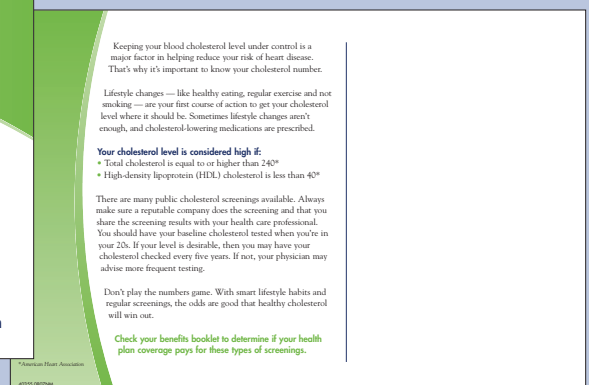 Keeping your blood cholesterol level under control is a
major factor in helping reduce your risk of heart disease.
That's why it's important to know your cholesterol number.
Lifestyle changes — like healthy eating, regular exercise and not
smoking — are your first course of action to get your cholesterol
level where it should be. Sometimes lifestyle changes aren't
enough, and cholesterol-lowering medications are prescribed.
Your cholesterol level is considered high if:
• Total cholesterol is equal to or higher than 240*
• High-density lipoprotein (HDL) cholesterol is less than 40*
There are many public cholesterol screenings available. Always
make sure a reputable company does the screening and that you
share the screening results with your health care professional.
You should have your baseline cholesterol tested when you're in
your 20s. If your level is desirable, then you may have your
cholesterol checked every five years. If not, your physician may
advise more frequent testing.
Don't play the numbers game. With smart lifestyle habits and
regular screenings, the odds are good that healthy cholesterol
will win out.
Check your benefits booklet to determine if your health
plan coverage pays for these types of screenings.
*American Heart Association